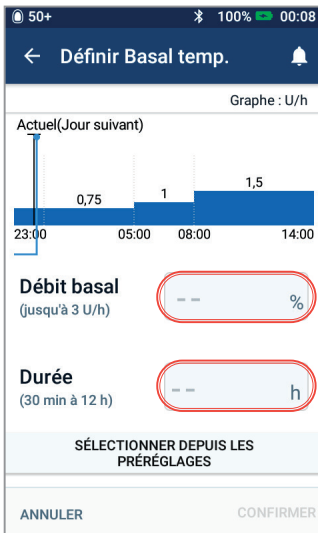 50+ 100% 00:08
Définir Basal temp.
Graphe : U/h
Actuel(Jour suivant)
0,75 1 1,5
23:00 05:00 08:00 14:00
Débit basal
(jusqu'à 3 U/h)
-- %
Durée
(30 min à 12 h)
-- h
SÉLECTIONNER DEPUIS LES
PRÉRÉGLAGES
ANNULER CONFIRMER